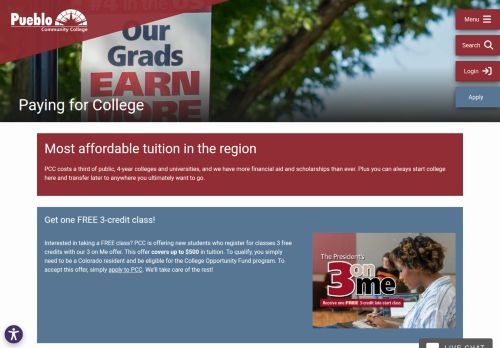 Pueblo
Community College
#4 in the US
Our
Grads
EARN
MORE
Menu
Search
Login
Apply
Paying for College
Most affordable tuition in the region
PCC costs a third of public, 4-year colleges and universities, and we have more financial aid and scholarships than ever. Plus you can always start college
here and transfer later to anywhere you ultimately want to go.
Get one FREE 3-credit class!
Interested in taking a FREE class? PCC is offering new students who register for classes 3 free
credits with our 3 on Me offer. This offer covers up to $500 in tuition. To qualify, you simply
need to be a Colorado resident and be eligible for the College Opportunity Fund program. To
accept this offer, simply apply to PCC. We'll take care of the rest!
The President's
3 on
me
Receive one FREE 3-credit late start class
LIVE CHAT